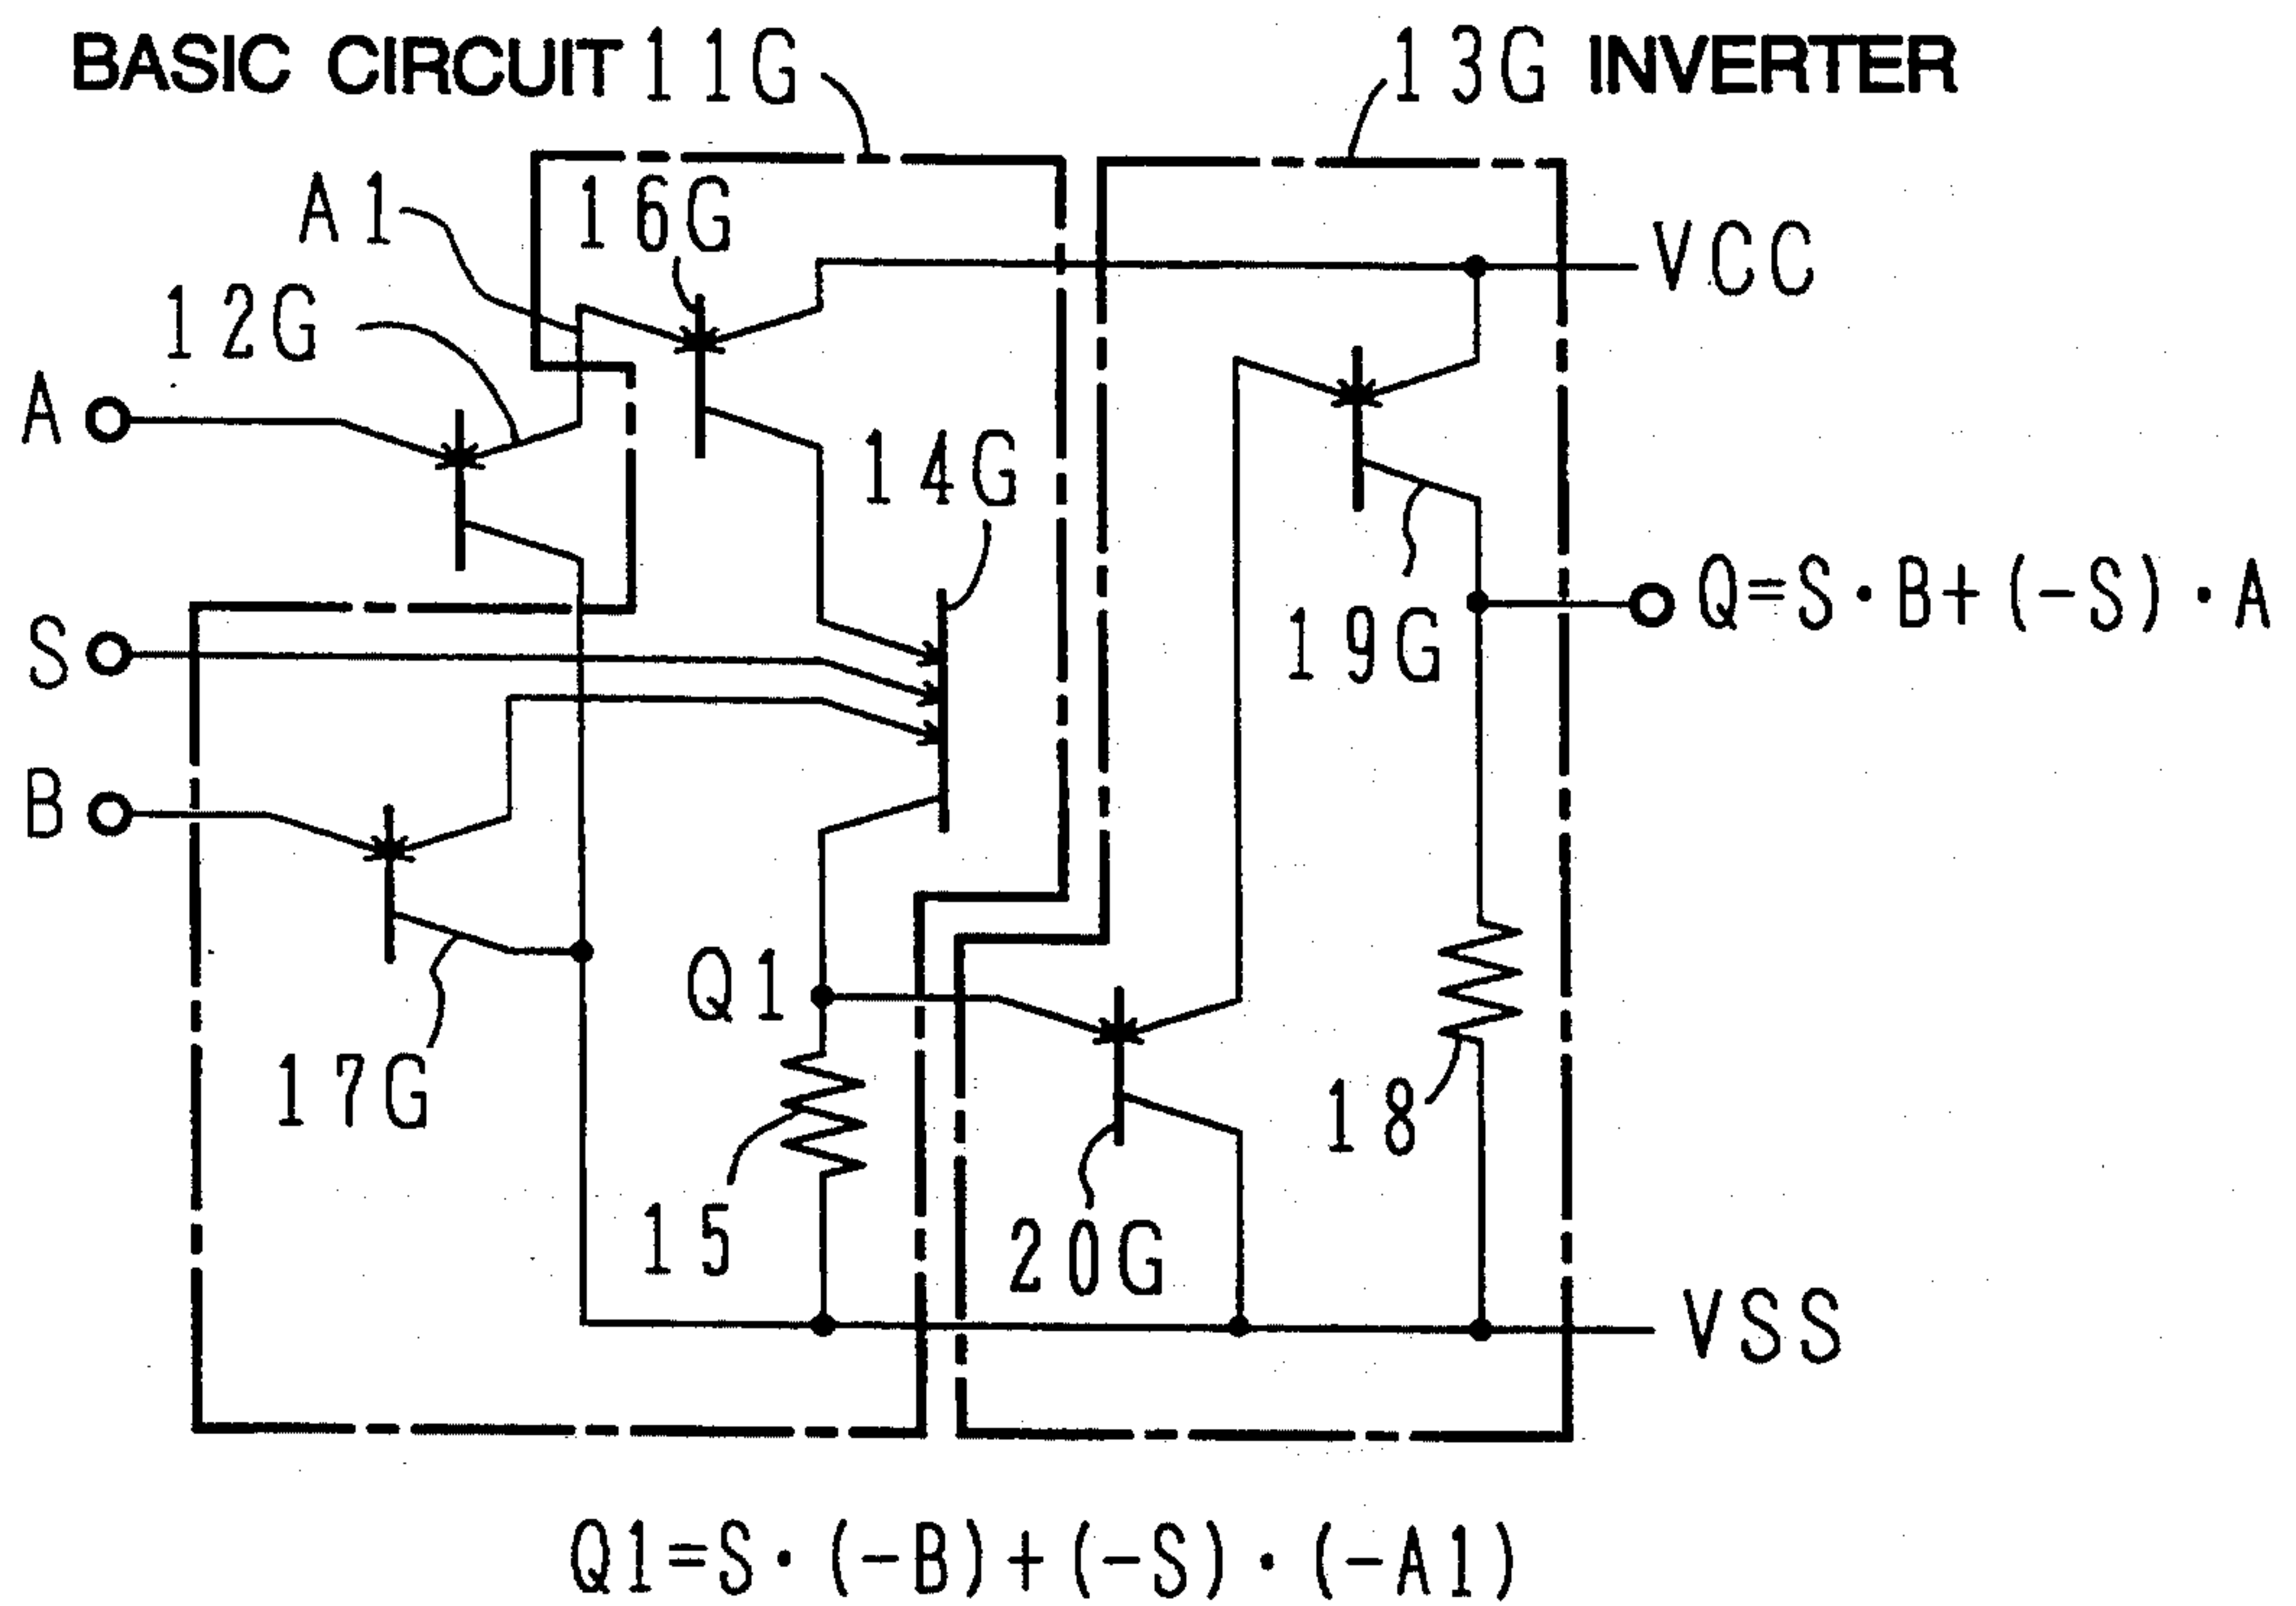 BASIC CIRCUIT 11G
13G INVERTER
A1
16G
VCC
12G
A
14G
Q=S·B+(-S)·A
S
19G
B
Q1
17G
18
15
20G
VSS
Q1=S·(-B)+(-S)·(-A1)